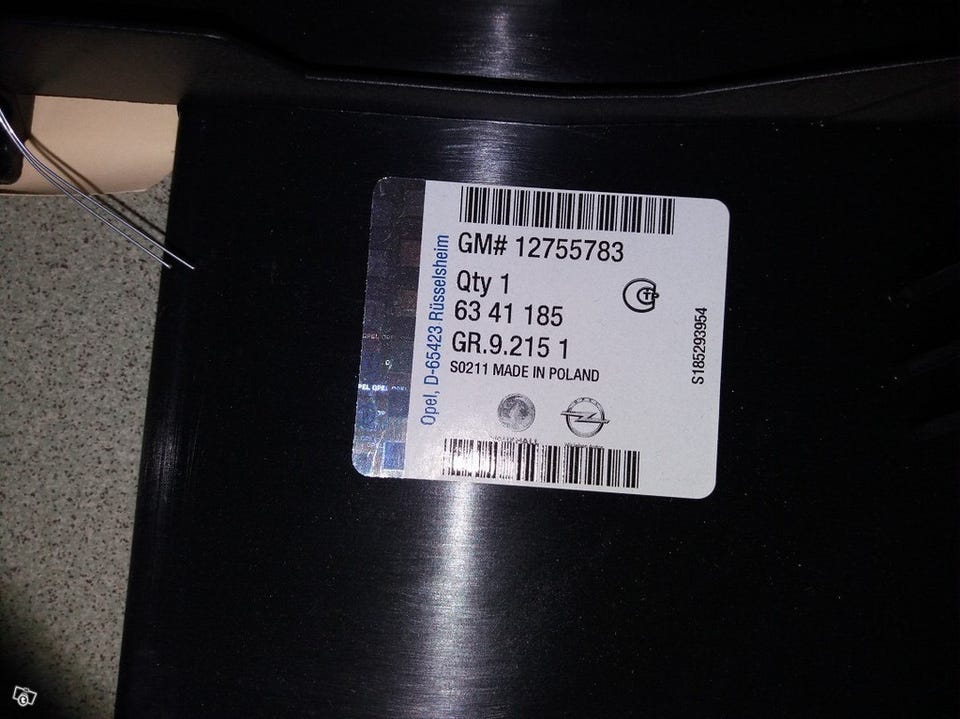 GM# 12755783
Qty 1
63 41 185
GR.9.215 1
S0211 MADE IN POLAND
Opel, D-65423 Rüsselsheim
S185293954
OPEL